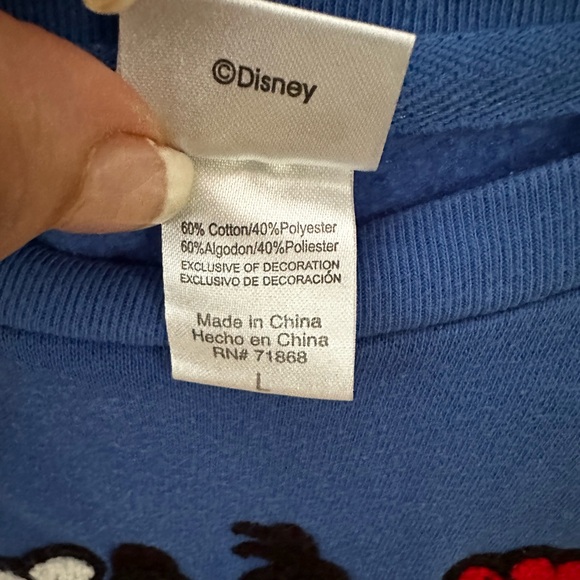 ©Disney
60% Cotton/40%Polyester
60%Algodon/40%Poliester
EXCLUSIVE OF DECORATION
EXCLUSIVO DE DECORACIÓN
Made in China
Hecho en China
RN# 71868
L